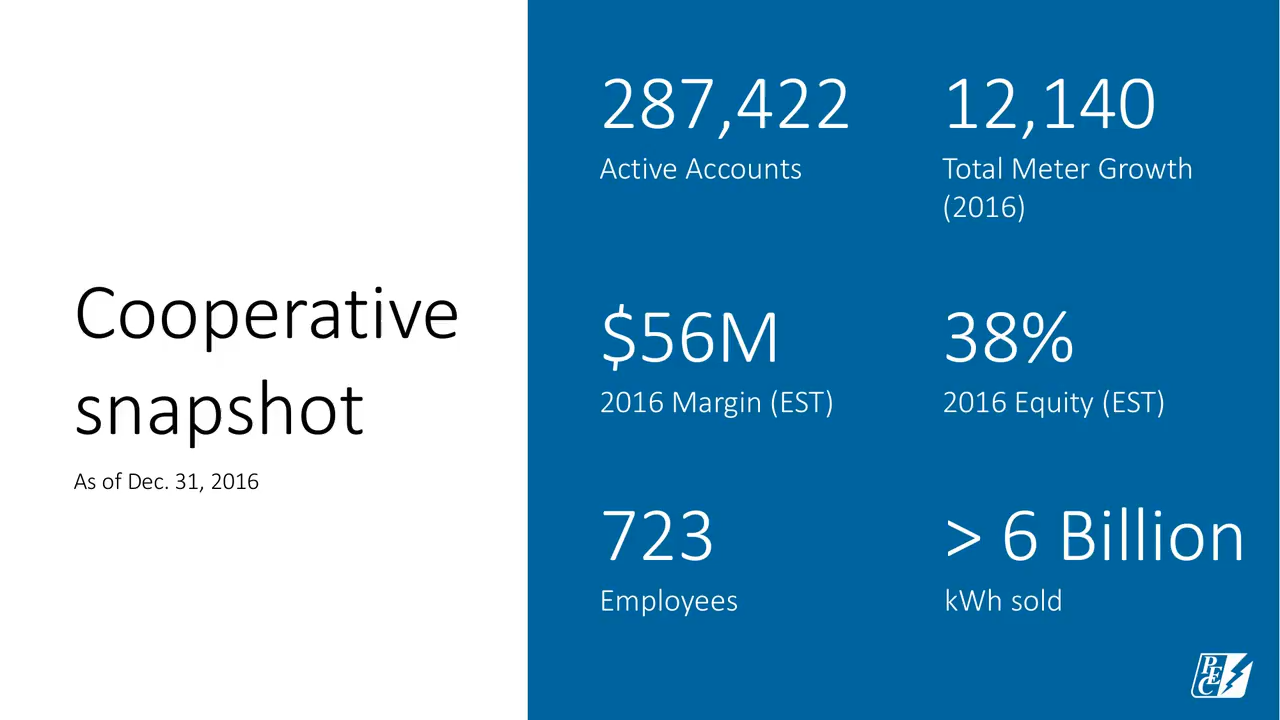 Cooperative
snapshot
As of Dec. 31, 2016
287,422
Active Accounts
12,140
Total Meter Growth
(2016)
$56M
2016 Margin (EST)
38%
2016 Equity (EST)
723
Employees
> 6 Billion
kWh sold
PEC